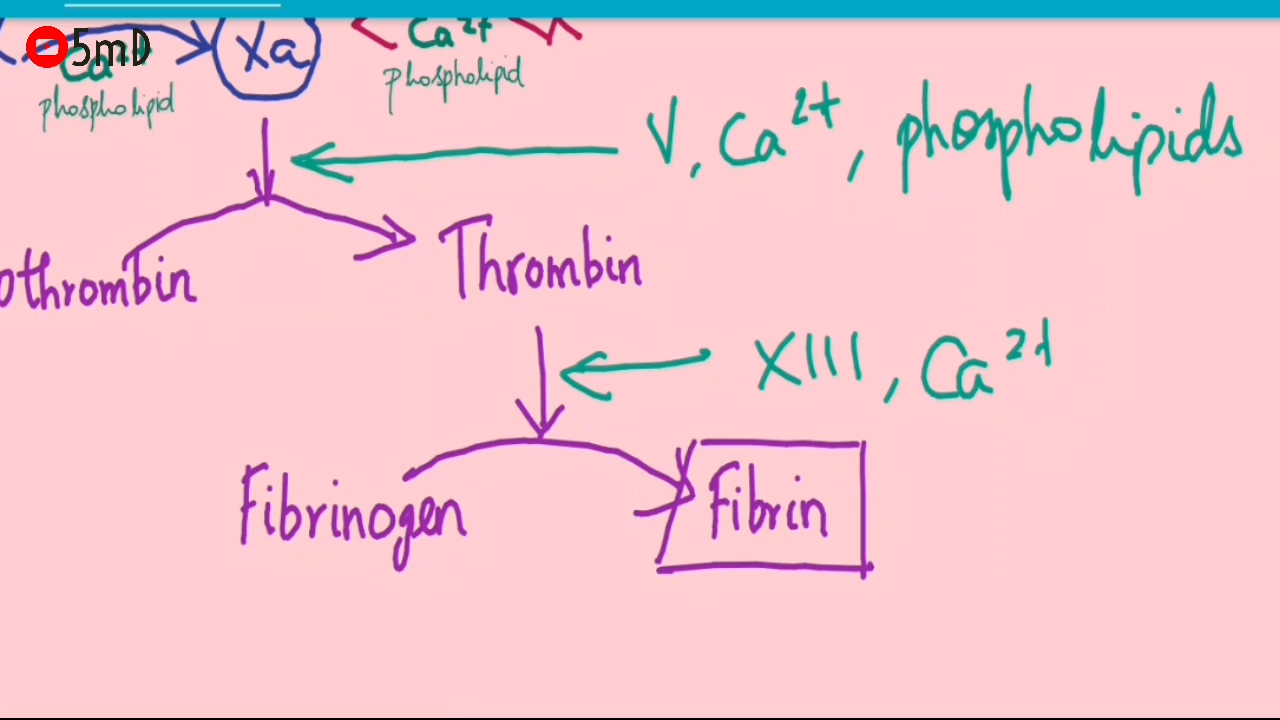 5mD
Ca2+ Xa Ca2+
phospholipid phospholipid
V, Ca2+, phospholipids
othrombin Thrombin
XIII, Ca2+
Fibrinogen Fibrin